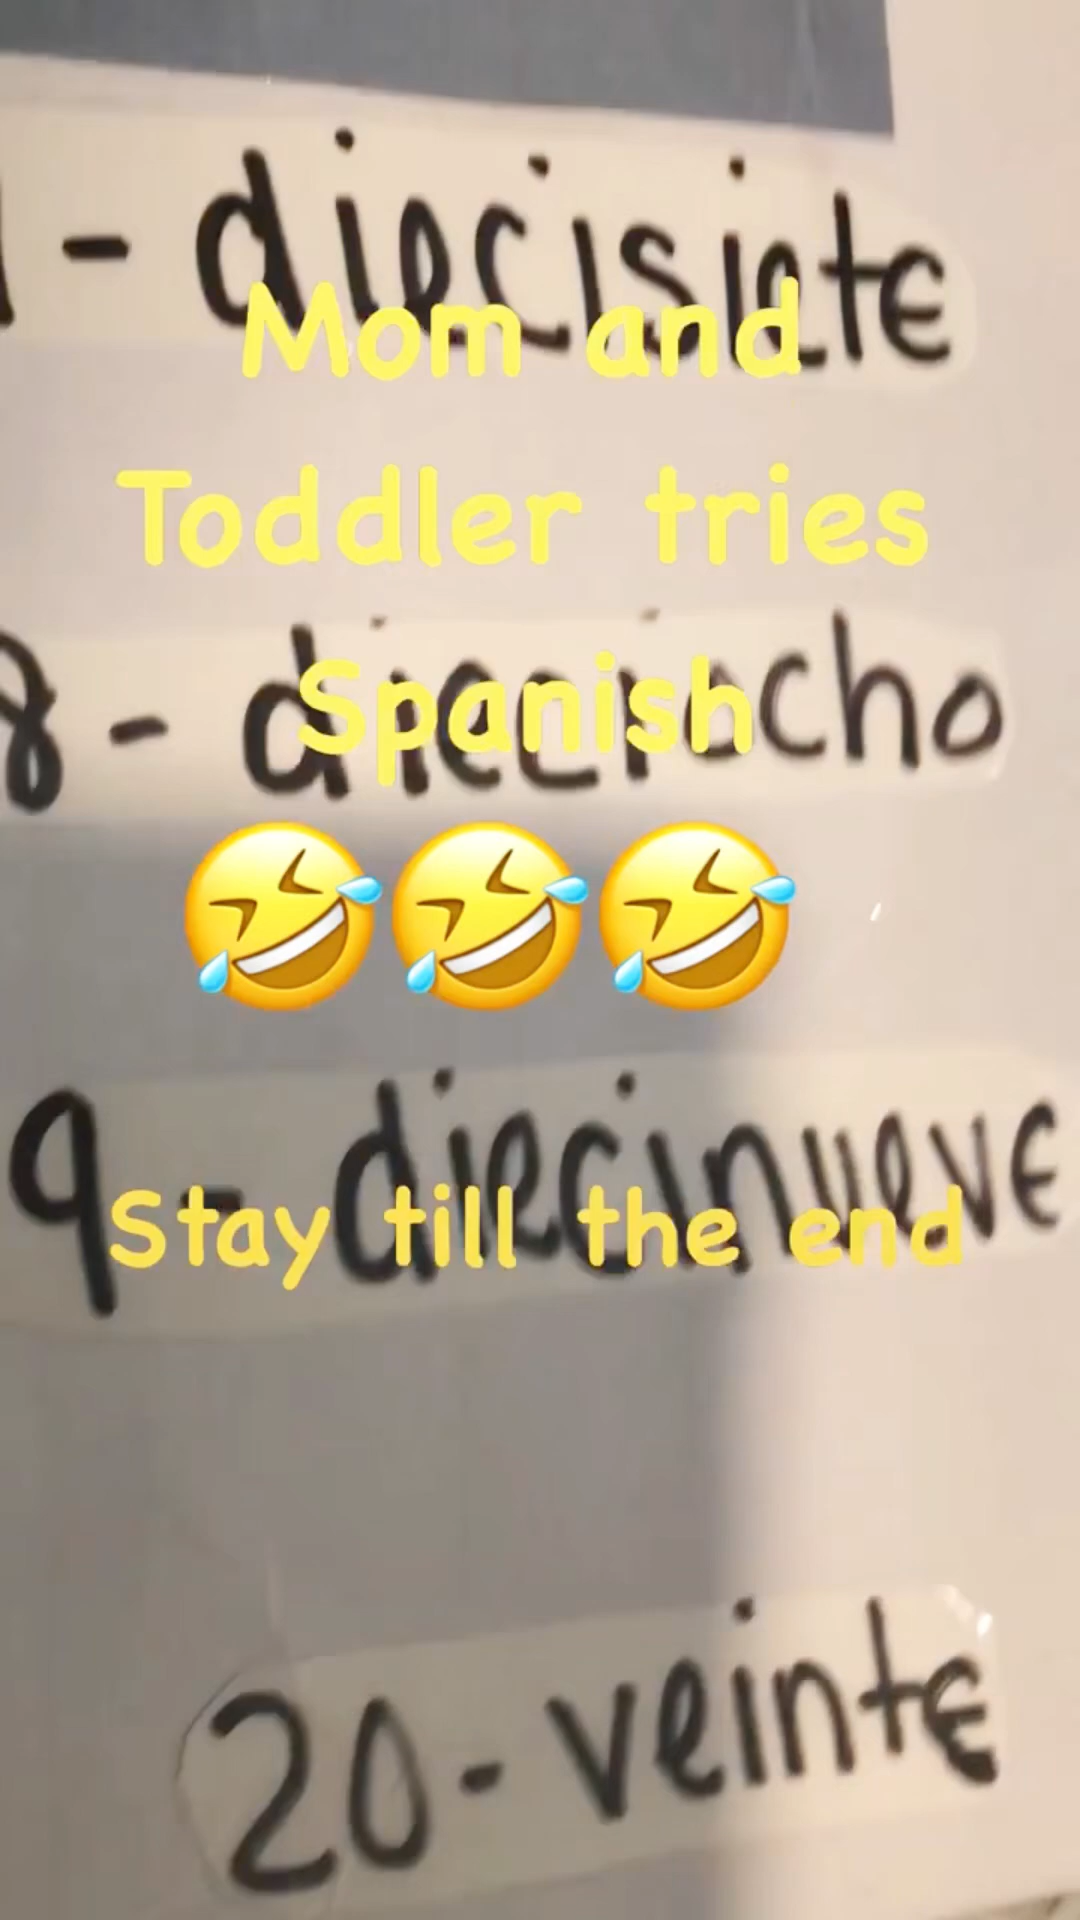 - diecisiete
Mom and
Toddler tries
8 - dieciocho
Spanish
🤣🤣🤣
9 - diecinueve
Stay till the end
20 - veinte